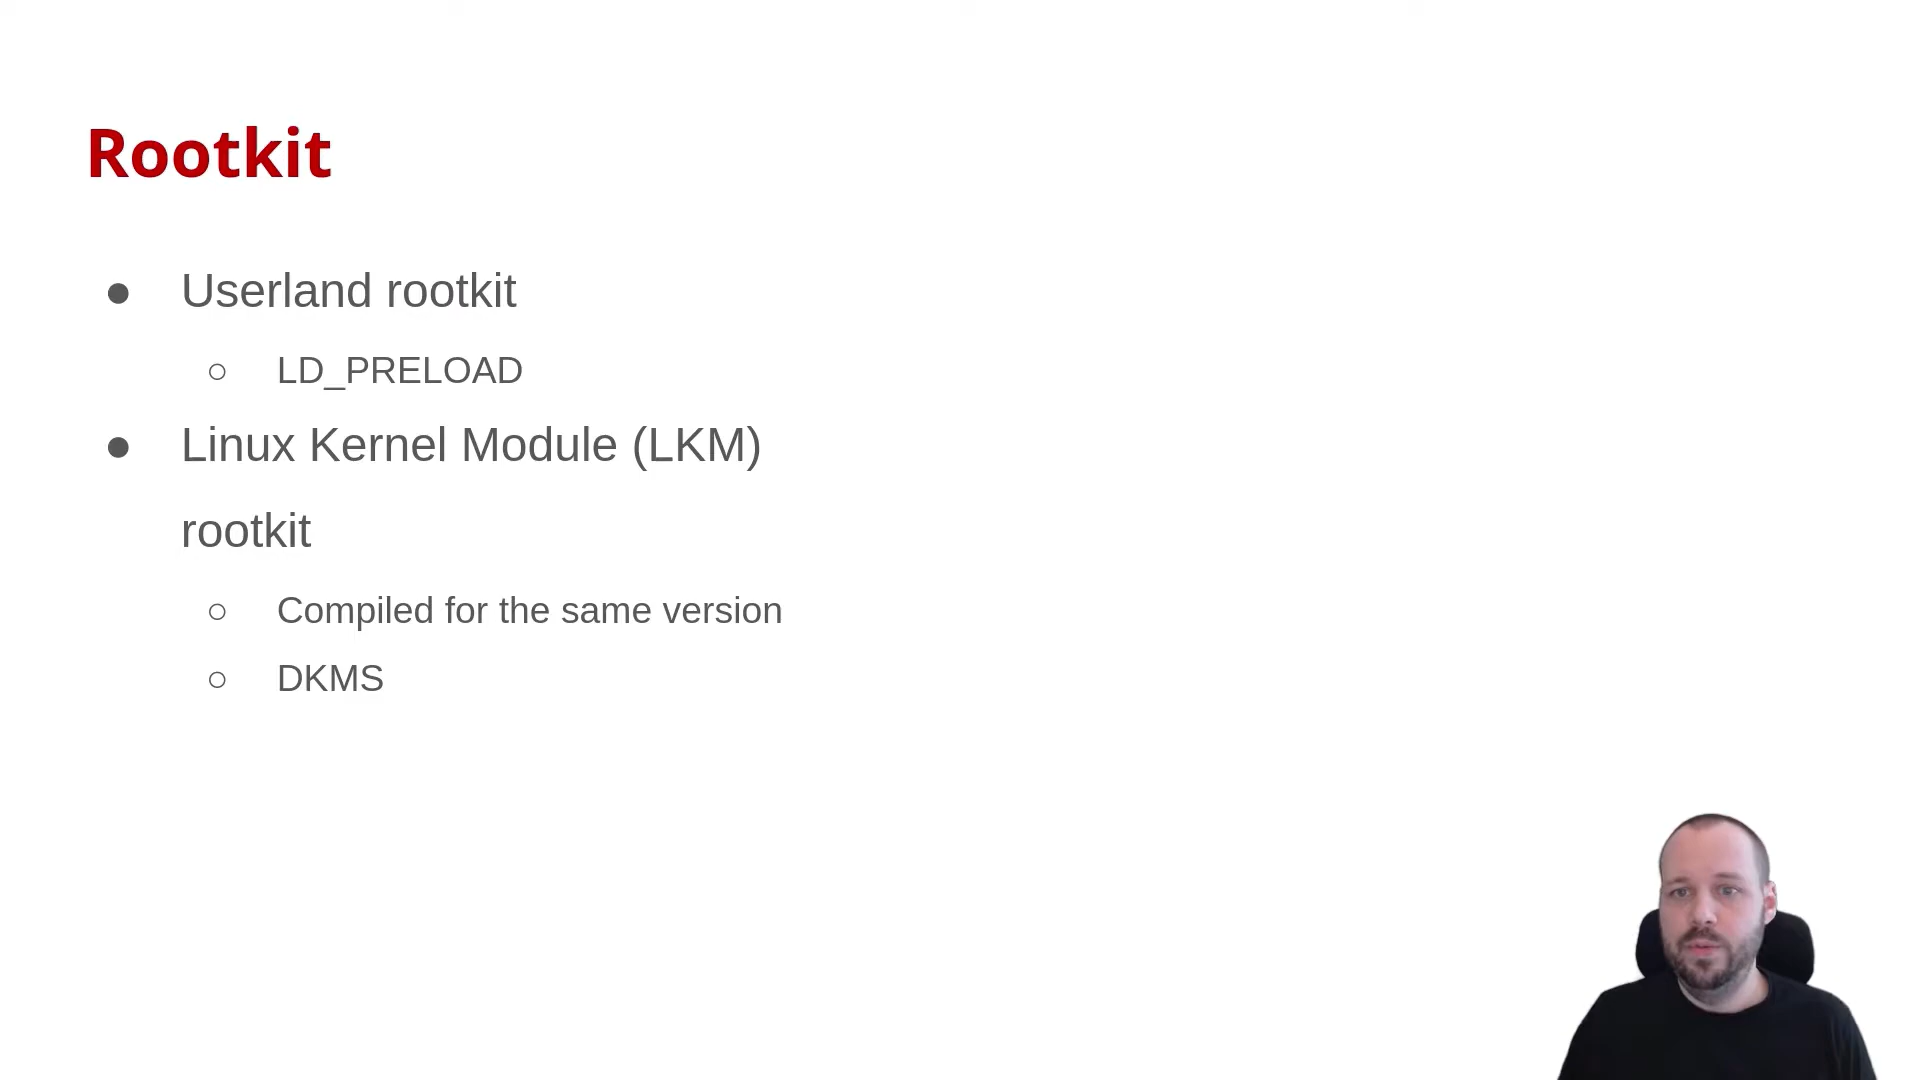 Rootkit
● Userland rootkit
○ LD_PRELOAD
● Linux Kernel Module (LKM)
rootkit
○ Compiled for the same version
○ DKMS